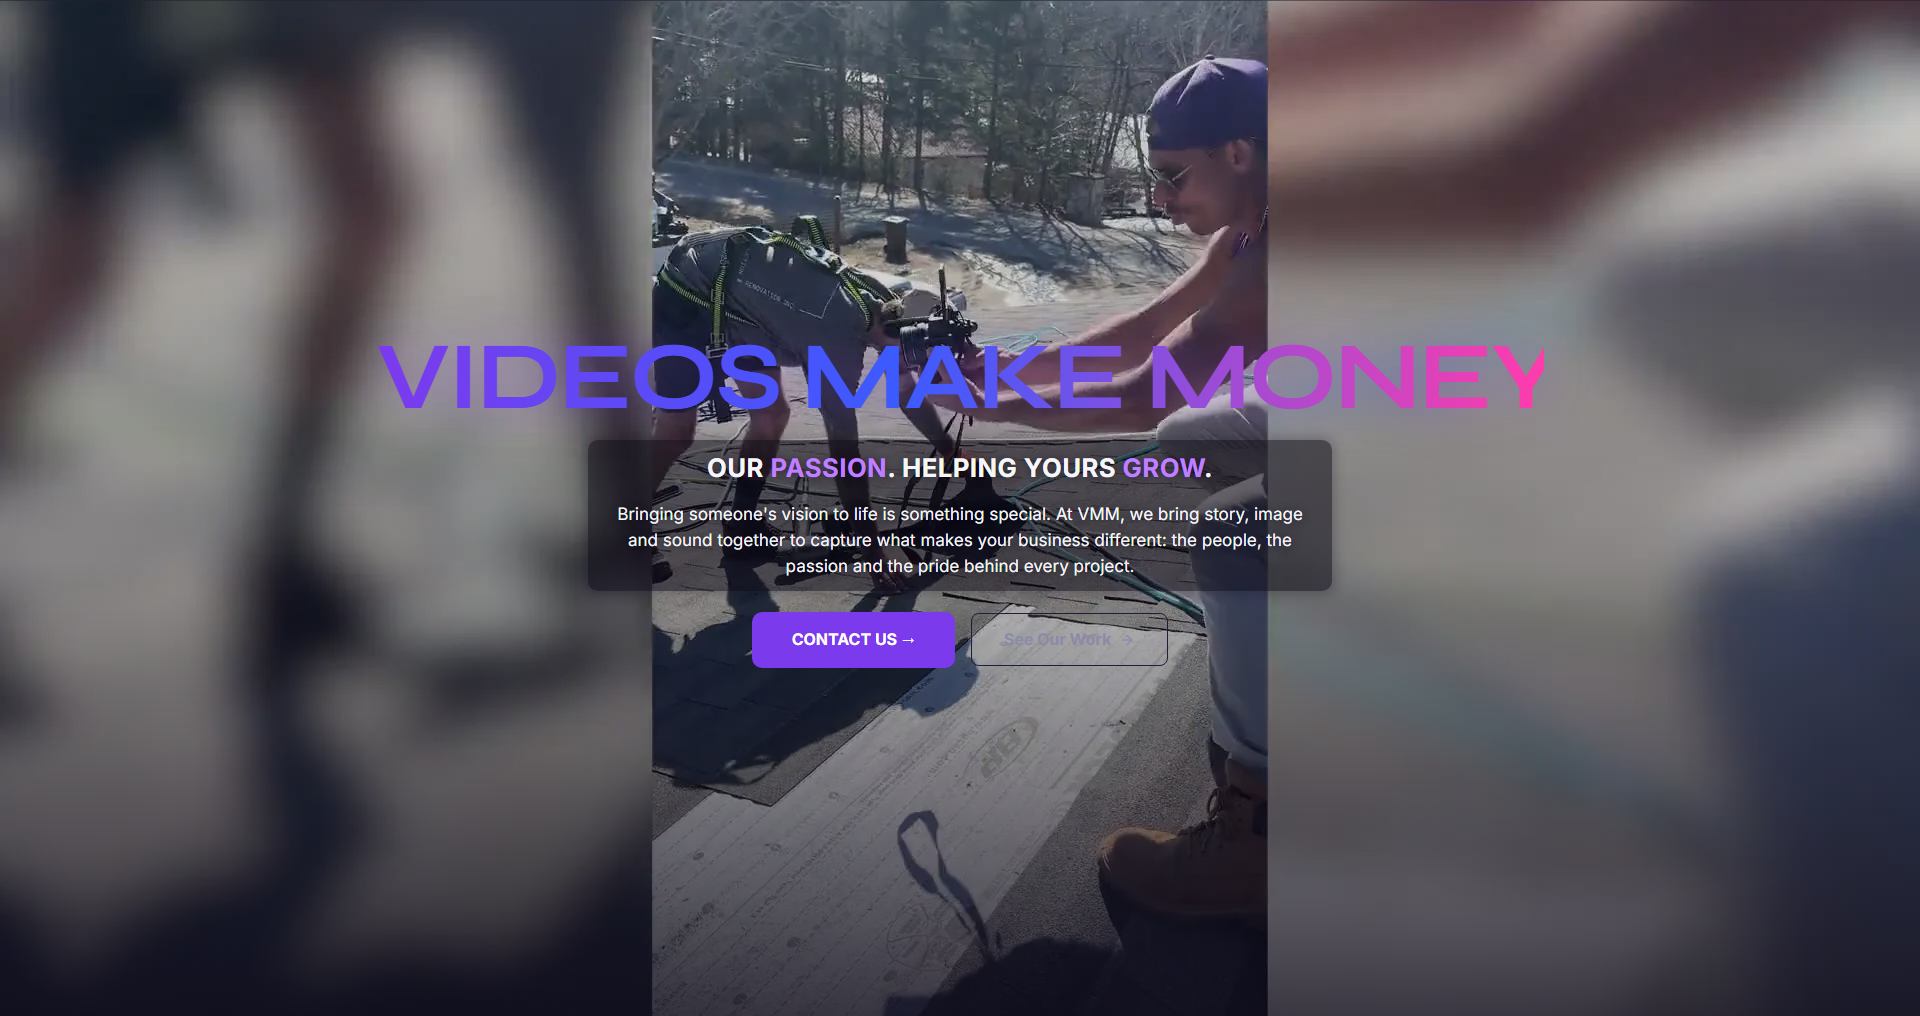 RENOVATION INC.
VIDEOS MAKE MONEY
OUR PASSION. HELPING YOURS GROW.
Bringing someone's vision to life is something special. At VMM, we bring story, image
and sound together to capture what makes your business different: the people, the
passion and the pride behind every project.
CONTACT US →
See Our Work →